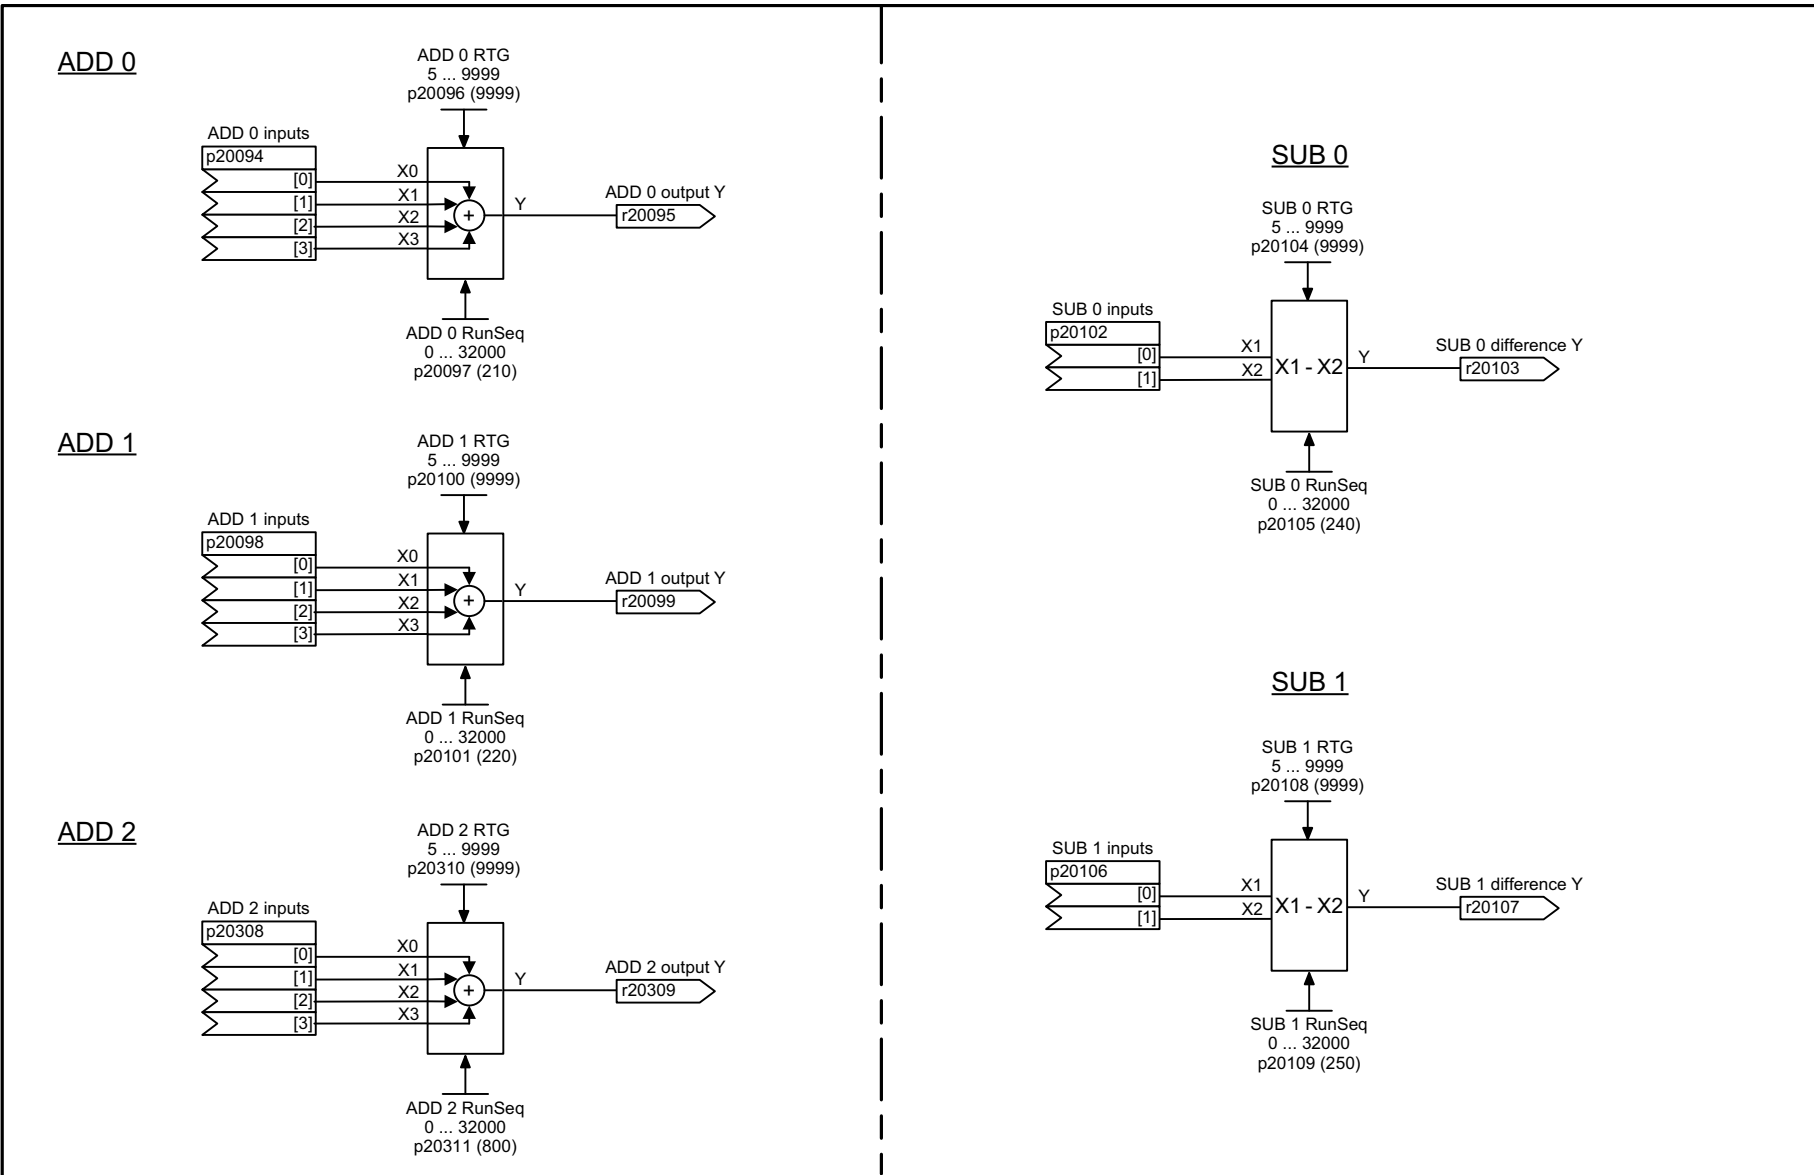 ADD 0
ADD 0 RTG
5 ... 9999
p20096 (9999)
ADD 0 inputs
p20094
[0]
[1]
[2]
[3]
X0
X1
X2
X3
+
Y
ADD 0 output Y
r20095
ADD 0 RunSeq
0 ... 32000
p20097 (210)
ADD 1
ADD 1 RTG
5 ... 9999
p20100 (9999)
ADD 1 inputs
p20098
[0]
[1]
[2]
[3]
X0
X1
X2
X3
+
Y
ADD 1 output Y
r20099
ADD 1 RunSeq
0 ... 32000
p20101 (220)
ADD 2
ADD 2 RTG
5 ... 9999
p20310 (9999)
ADD 2 inputs
p20308
[0]
[1]
[2]
[3]
X0
X1
X2
X3
+
Y
ADD 2 output Y
r20309
ADD 2 RunSeq
0 ... 32000
p20311 (800)
SUB 0
SUB 0 RTG
5 ... 9999
p20104 (9999)
SUB 0 inputs
p20102
[0]
[1]
X1
X2
X1 - X2
Y
SUB 0 difference Y
r20103
SUB 0 RunSeq
0 ... 32000
p20105 (240)
SUB 1
SUB 1 RTG
5 ... 9999
p20108 (9999)
SUB 1 inputs
p20106
[0]
[1]
X1
X2
X1 - X2
Y
SUB 1 difference Y
r20107
SUB 1 RunSeq
0 ... 32000
p20109 (250)